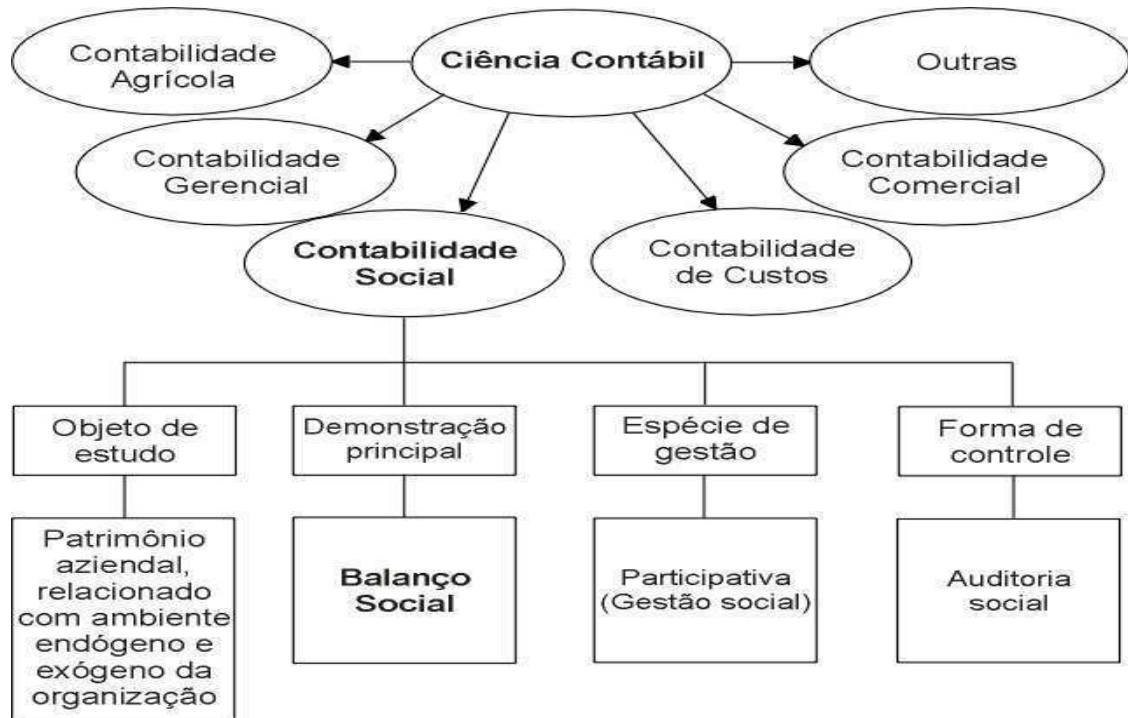 Contabilidade
Agrícola
Ciência Contábil
Outras
Contabilidade
Gerencial
Contabilidade
Comercial
Contabilidade
Social
Contabilidade
de Custos
Objeto de
estudo
Demonstração
principal
Espécie de
gestão
Forma de
controle
Patrimônio
aziendal,
relacionado
com ambiente
endógeno e
exógeno da
organização
Balanço
Social
Participativa
(Gestão social)
Auditoria
social